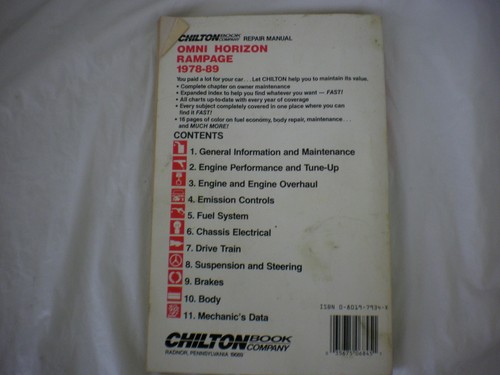 CHILTON BOOK COMPANY REPAIR MANUAL
OMNI HORIZON
RAMPAGE
1978-89
You paid a lot for your car . . . Let CHILTON help you to maintain its value.
• Complete chapter on owner maintenance
• Expanded index to help you find whatever you want — FAST!
• All charts up-to-date with every year of coverage
• Every subject completely covered in one place where you can
find it FAST!
• 16 pages of color on fuel economy, body repair, maintenance . . .
and MUCH MORE!
CONTENTS
1. General Information and Maintenance
2. Engine Performance and Tune-Up
3. Engine and Engine Overhaul
4. Emission Controls
5. Fuel System
6. Chassis Electrical
7. Drive Train
8. Suspension and Steering
9. Brakes
10. Body
11. Mechanic's Data
ISBN 0-8019-7934-X
CHILTON BOOK COMPANY
RADNOR, PENNSYLVANIA 19089